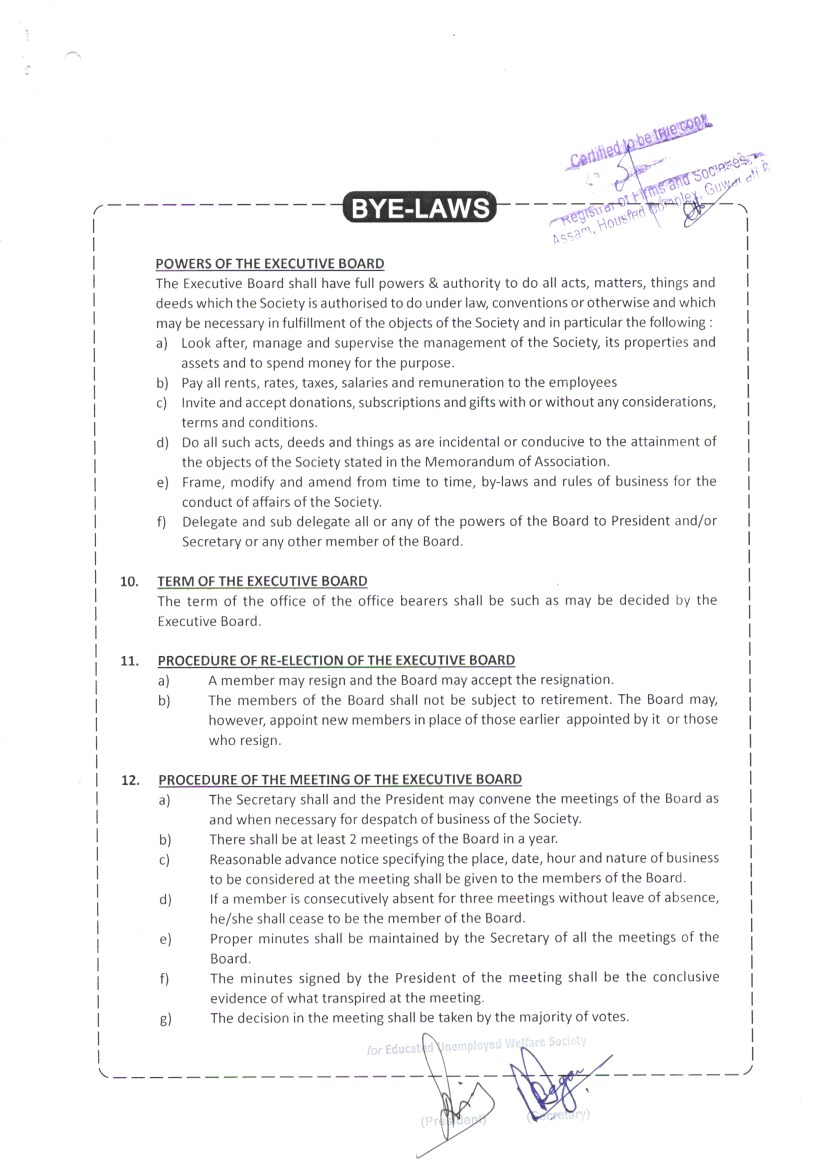 Certified to be true copy
Registrar of Firms and Societies
Assam, Housfed Complex, Guwahati
BYE-LAWS
POWERS OF THE EXECUTIVE BOARD
The Executive Board shall have full powers & authority to do all acts, matters, things and
deeds which the Society is authorised to do under law, conventions or otherwise and which
may be necessary in fulfillment of the objects of the Society and in particular the following :
a) Look after, manage and supervise the management of the Society, its properties and
assets and to spend money for the purpose.
b) Pay all rents, rates, taxes, salaries and remuneration to the employees
c) Invite and accept donations, subscriptions and gifts with or without any considerations,
terms and conditions.
d) Do all such acts, deeds and things as are incidental or conducive to the attainment of
the objects of the Society stated in the Memorandum of Association.
e) Frame, modify and amend from time to time, by-laws and rules of business for the
conduct of affairs of the Society.
f) Delegate and sub delegate all or any of the powers of the Board to President and/or
Secretary or any other member of the Board.
10. TERM OF THE EXECUTIVE BOARD
The term of the office of the office bearers shall be such as may be decided by the
Executive Board.
11. PROCEDURE OF RE-ELECTION OF THE EXECUTIVE BOARD
a) A member may resign and the Board may accept the resignation.
b) The members of the Board shall not be subject to retirement. The Board may,
however, appoint new members in place of those earlier appointed by it or those
who resign.
12. PROCEDURE OF THE MEETING OF THE EXECUTIVE BOARD
a) The Secretary shall and the President may convene the meetings of the Board as
and when necessary for despatch of business of the Society.
b) There shall be at least 2 meetings of the Board in a year.
c) Reasonable advance notice specifying the place, date, hour and nature of business
to be considered at the meeting shall be given to the members of the Board.
d) If a member is consecutively absent for three meetings without leave of absence,
he/she shall cease to be the member of the Board.
e) Proper minutes shall be maintained by the Secretary of all the meetings of the
Board.
f) The minutes signed by the President of the meeting shall be the conclusive
evidence of what transpired at the meeting.
g) The decision in the meeting shall be taken by the majority of votes.
for Educated Unemployed Welfare Society
(President) (Secretary)